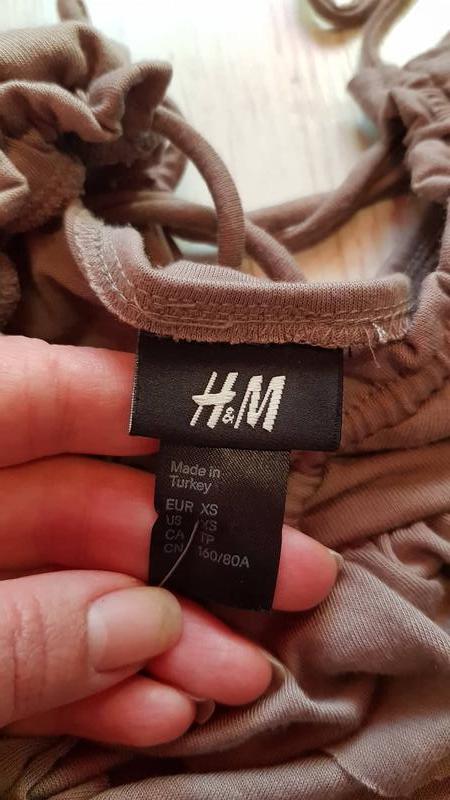 H&M
Made in
Turkey
EUR XS
US XS
CA TP
CN 160/80A